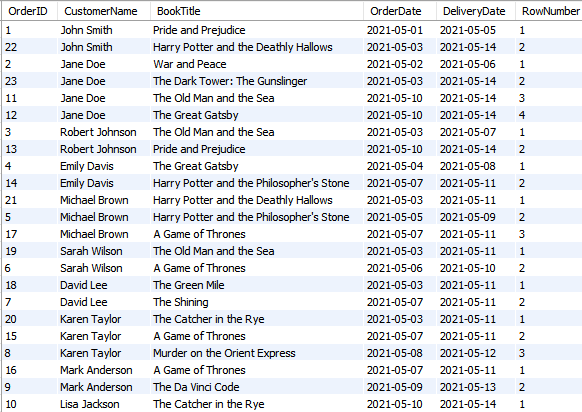 OrderID CustomerName BookTitle OrderDate DeliveryDate RowNumber
1 John Smith Pride and Prejudice 2021-05-01 2021-05-05 1
22 John Smith Harry Potter and the Deathly Hallows 2021-05-03 2021-05-14 2
2 Jane Doe War and Peace 2021-05-02 2021-05-06 1
23 Jane Doe The Dark Tower: The Gunslinger 2021-05-03 2021-05-14 2
11 Jane Doe The Old Man and the Sea 2021-05-10 2021-05-14 3
12 Jane Doe The Great Gatsby 2021-05-10 2021-05-14 4
3 Robert Johnson The Old Man and the Sea 2021-05-03 2021-05-07 1
13 Robert Johnson Pride and Prejudice 2021-05-10 2021-05-14 2
4 Emily Davis The Great Gatsby 2021-05-04 2021-05-08 1
14 Emily Davis Harry Potter and the Philosopher's Stone 2021-05-07 2021-05-11 2
21 Michael Brown Harry Potter and the Deathly Hallows 2021-05-03 2021-05-11 1
5 Michael Brown Harry Potter and the Philosopher's Stone 2021-05-05 2021-05-09 2
17 Michael Brown A Game of Thrones 2021-05-07 2021-05-11 3
19 Sarah Wilson The Old Man and the Sea 2021-05-03 2021-05-11 1
6 Sarah Wilson A Game of Thrones 2021-05-06 2021-05-10 2
18 David Lee The Green Mile 2021-05-03 2021-05-11 1
7 David Lee The Shining 2021-05-07 2021-05-11 2
20 Karen Taylor The Catcher in the Rye 2021-05-03 2021-05-11 1
15 Karen Taylor A Game of Thrones 2021-05-07 2021-05-11 2
8 Karen Taylor Murder on the Orient Express 2021-05-08 2021-05-12 3
16 Mark Anderson A Game of Thrones 2021-05-07 2021-05-11 1
9 Mark Anderson The Da Vinci Code 2021-05-09 2021-05-13 2
10 Lisa Jackson The Catcher in the Rye 2021-05-10 2021-05-14 1